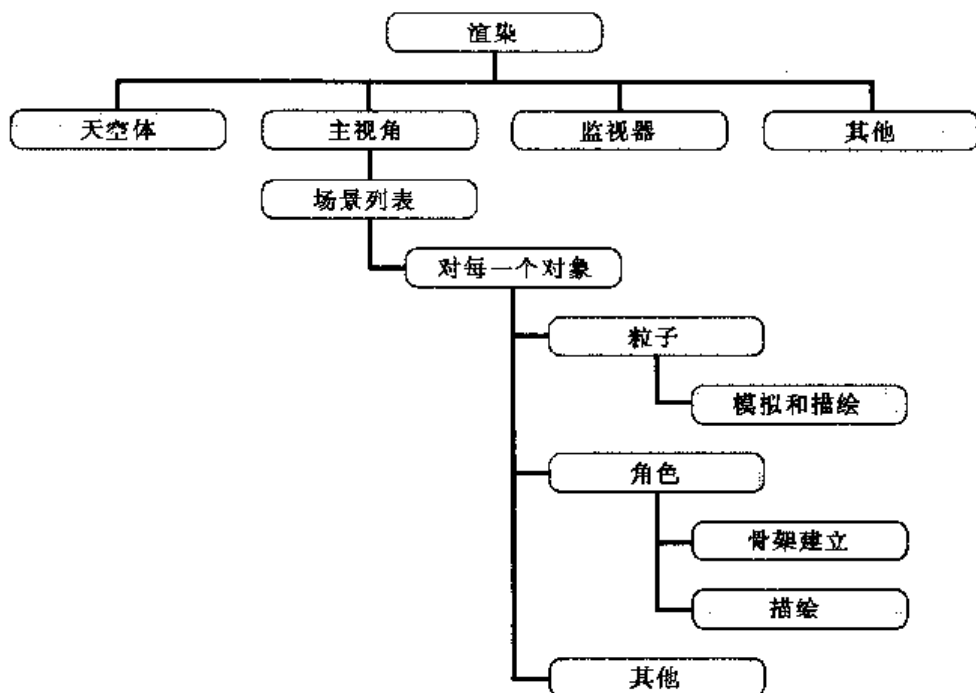 渲染
天空体
主视角
监视器
其他
场景列表
对每一个对象
粒子
模拟和描绘
角色
骨架建立
描绘
其他